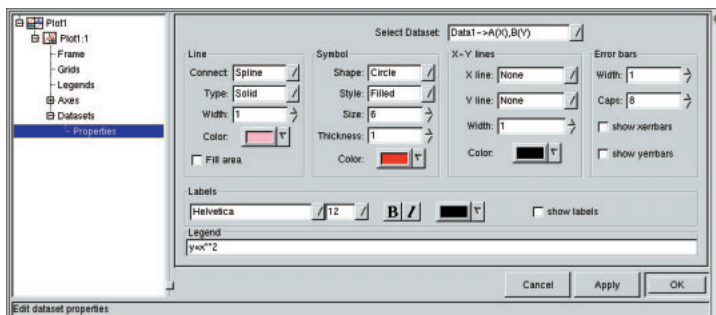 Plot1
Plot1:1
Frame
Grids
Legends
Axes
Datasets
Properties
Select Dataset: Data1->A(X),B(Y)
Line
Connect: Spline
Type: Solid
Width: 1
Color:
Fill area
Symbol
Shape: Circle
Style: Filled
Size: 6
Thickness: 1
Color:
X-Y lines
X line: None
Y line: None
Width: 1
Color:
Error bars
Width: 1
Caps: 8
show xerrbars
show yerrbars
Labels
Helvetica 12 B I show labels
Legend
y=x**2
Cancel Apply OK
Edit dataset properties